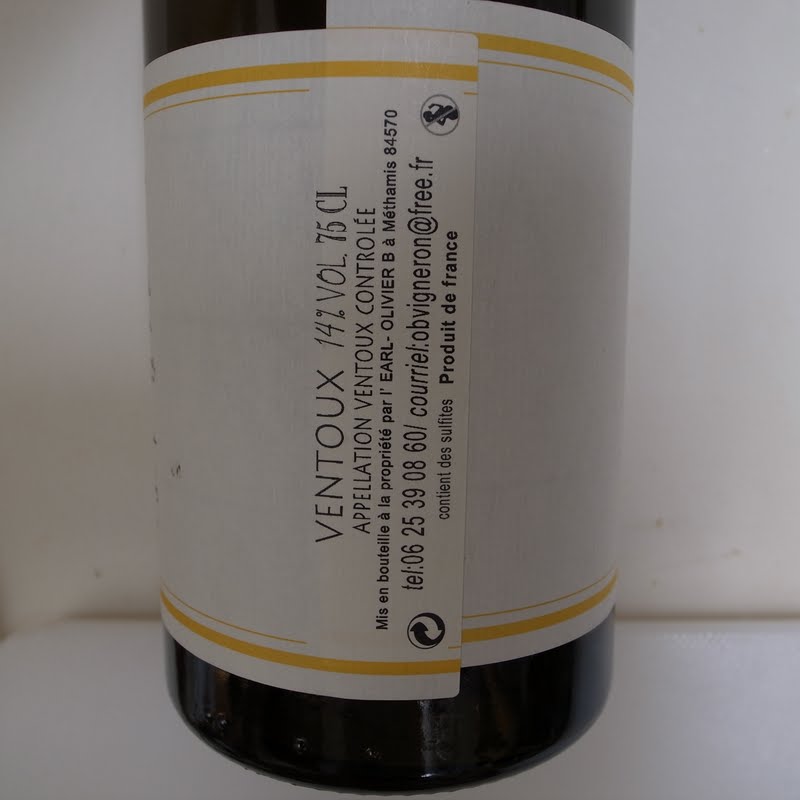 VENTOUX 14% VOL. 75 CL
APPELLATION VENTOUX CONTROLÉE
Mis en bouteille à la propriété par l' EARL- OLIVIER B à Méthamis 84570
tel:06 25 39 08 60/ courriel:obvigneron@free.fr
contient des sulfites Produit de france